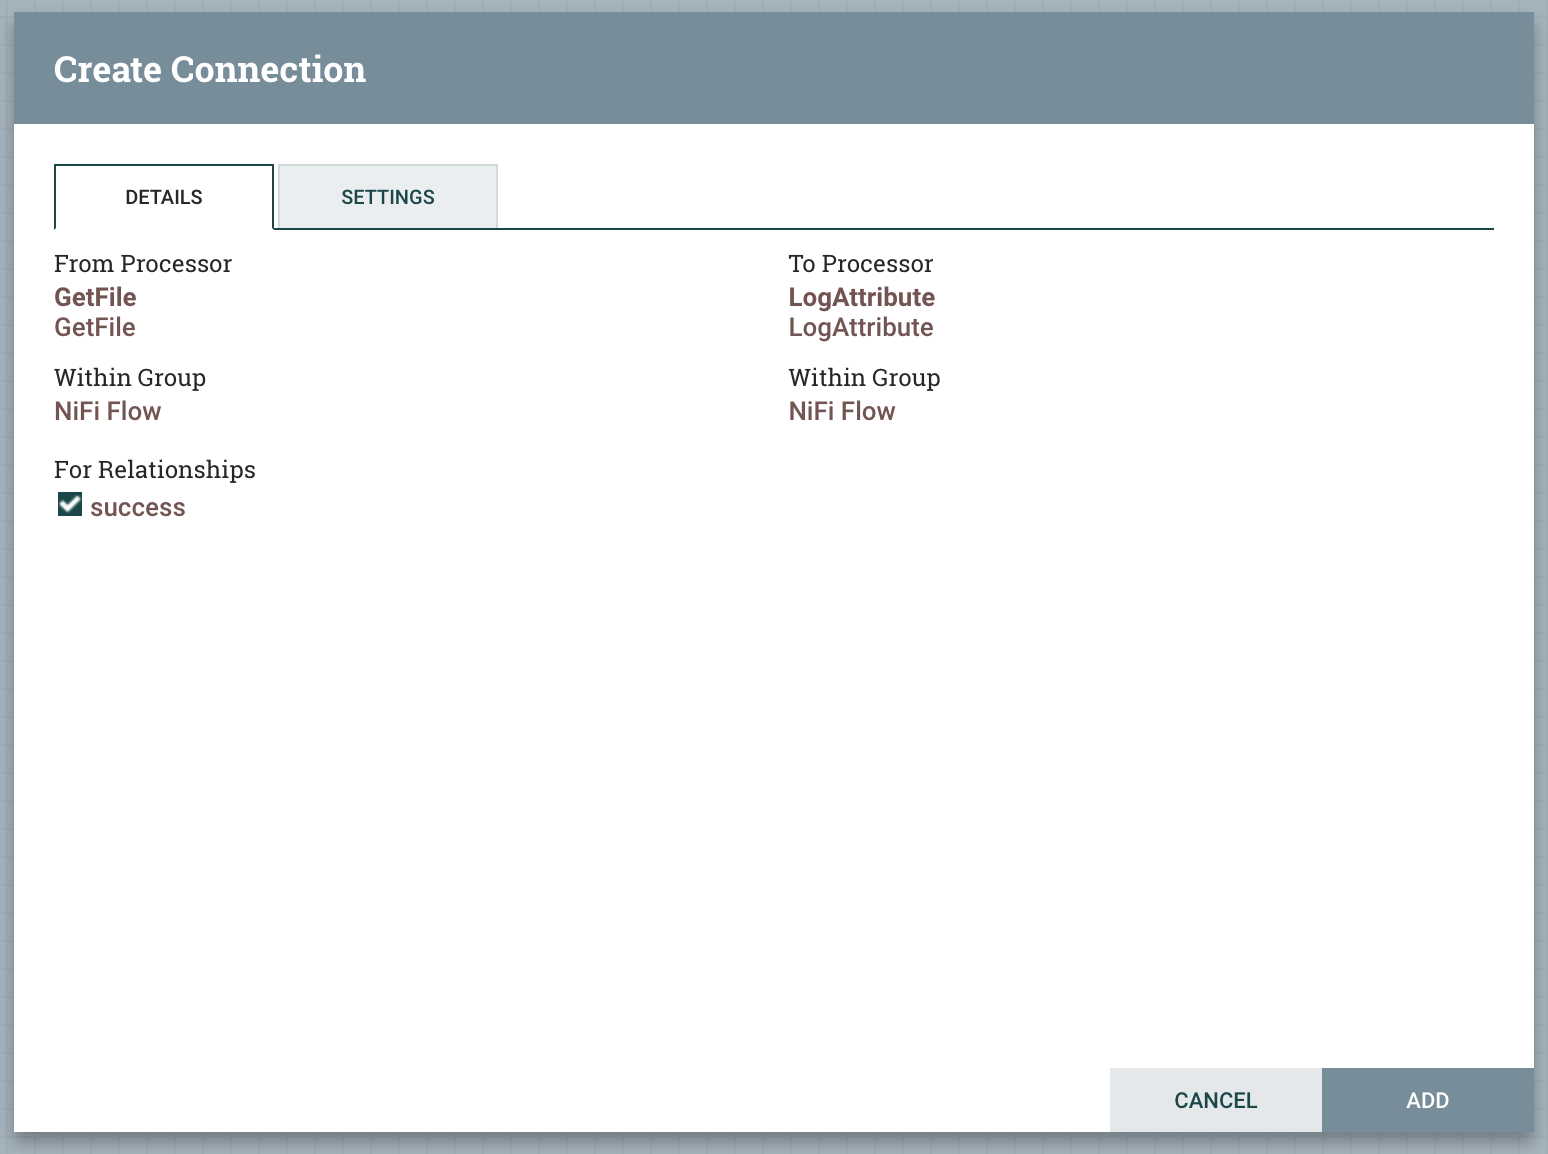 Create Connection
DETAILS
SETTINGS
From Processor
GetFile
GetFile
To Processor
LogAttribute
LogAttribute
Within Group
NiFi Flow
Within Group
NiFi Flow
For Relationships
success
CANCEL
ADD